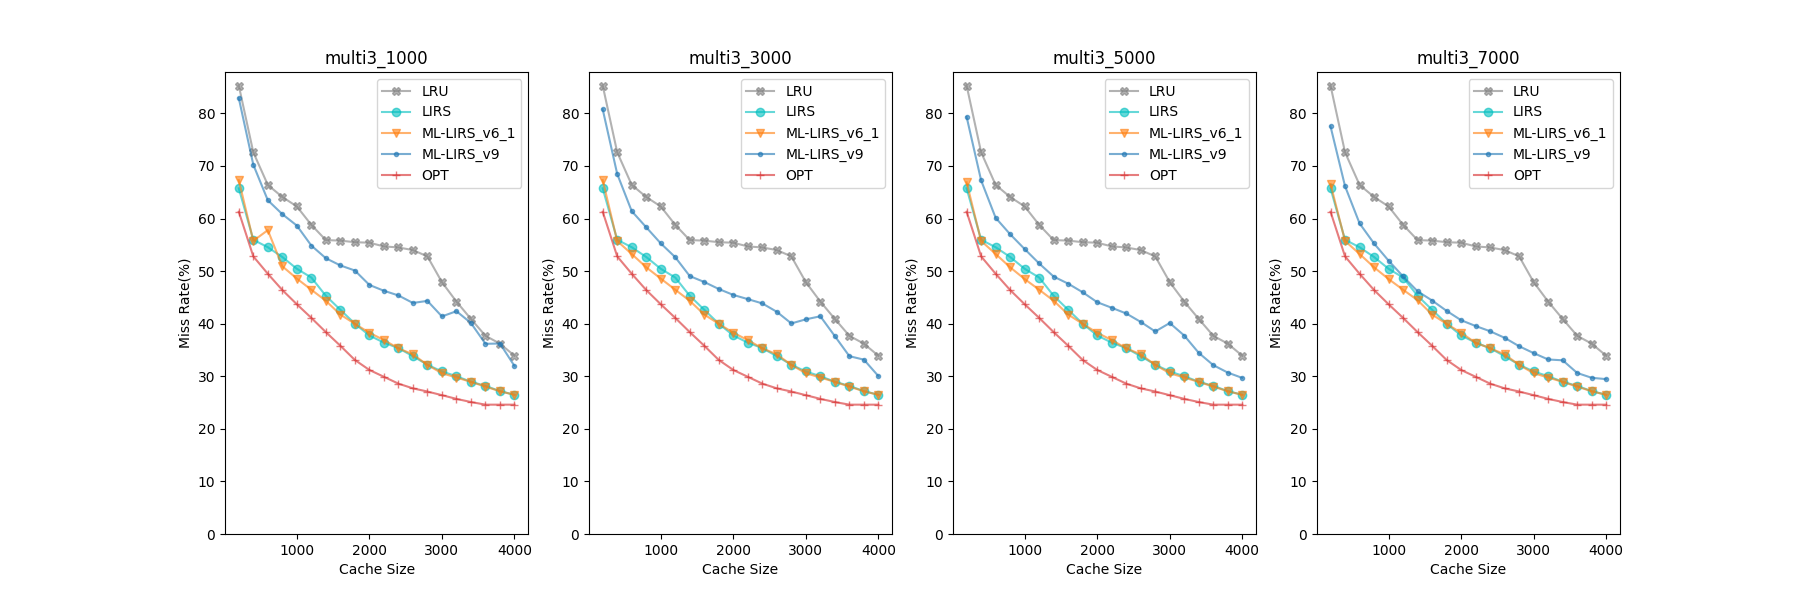 multi3_1000
80
70
60
50
40
30
20
10
0
Miss Rate(%)
1000 2000 3000 4000
Cache Size
LRU
LIRS
ML-LIRS_v6_1
ML-LIRS_v9
OPT
multi3_3000
80
70
60
50
40
30
20
10
0
Miss Rate(%)
1000 2000 3000 4000
Cache Size
LRU
LIRS
ML-LIRS_v6_1
ML-LIRS_v9
OPT
multi3_5000
80
70
60
50
40
30
20
10
0
Miss Rate(%)
1000 2000 3000 4000
Cache Size
LRU
LIRS
ML-LIRS_v6_1
ML-LIRS_v9
OPT
multi3_7000
80
70
60
50
40
30
20
10
0
Miss Rate(%)
1000 2000 3000 4000
Cache Size
LRU
LIRS
ML-LIRS_v6_1
ML-LIRS_v9
OPT